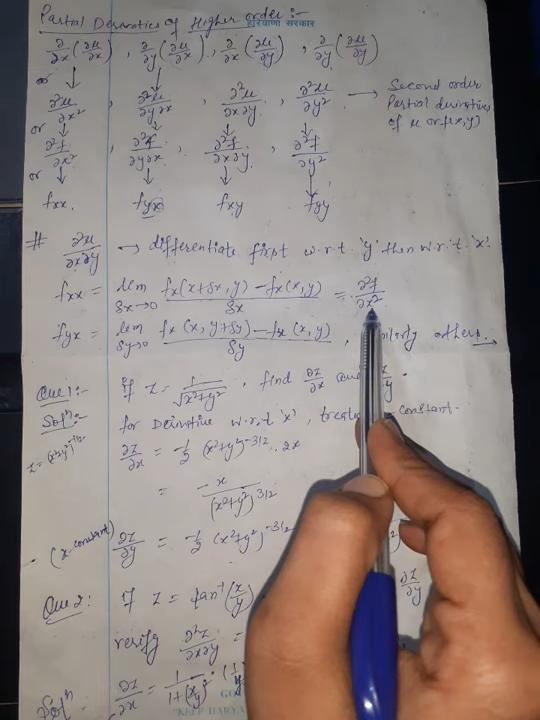 Partial Derivatives of Higher order :-
हरियाणा सरकार
∂/∂x (∂u/∂x) , ∂/∂y (∂u/∂x) , ∂/∂x (∂u/∂y) , ∂/∂y (∂u/∂y)
or ↓
∂²u/∂x² , ∂²u/∂y∂x , ∂²u/∂x∂y , ∂²u/∂y² → Second order
Partial derivatives
of u or f(x,y)
or ↓ ↓ ↓ ↓
∂²f/∂x² , ∂²f/∂y∂x , ∂²f/∂x∂y , ∂²f/∂y²
or ↓ ↓ ↓ ↓
fxx , fyx fxy fyy
# ∂²u/∂x∂y → differentiate first w.r.t. 'y' then w.r.t. 'x'.
fxx = lim δx→0 fx(x+δx, y) - fx(x,y) / δx = ∂²f/∂x²
fyx = lim δy→0 fx(x, y+δy) - fx(x,y) / δy , others →
Que 1:- If z = 1/√x²+y² , find ∂z/∂x and
Solⁿ:- for Derivative w.r.t 'x', constant.
z = (x²+y²)^-1/2
∂z/∂x = -1/2 (x²+y²)^-3/2 . 2x
= -x/(x²+y²)^3/2
(x constant) ∂z/∂y = -1/2 (x²+y²)^-3/2
Que 2: If z = tan⁻¹(x/y) ∂z/∂y
verify ∂²z/∂x∂y =
Solⁿ ∂z/∂x = 1/1+(x/y)² . (1/y